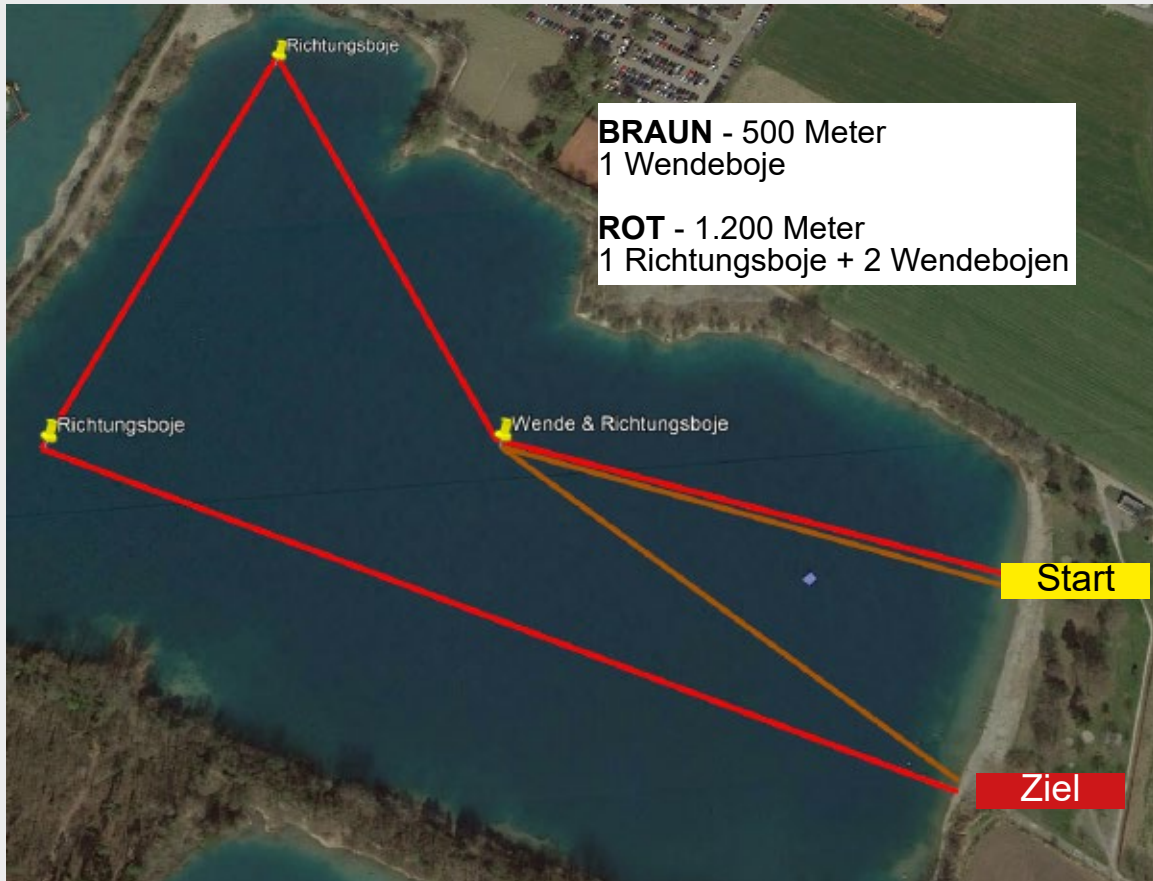 Richtungsboje
BRAUN - 500 Meter
1 Wendeboje
ROT - 1.200 Meter
1 Richtungsboje + 2 Wendebojen
Richtungsboje
Wende & Richtungsboje
Start
Ziel